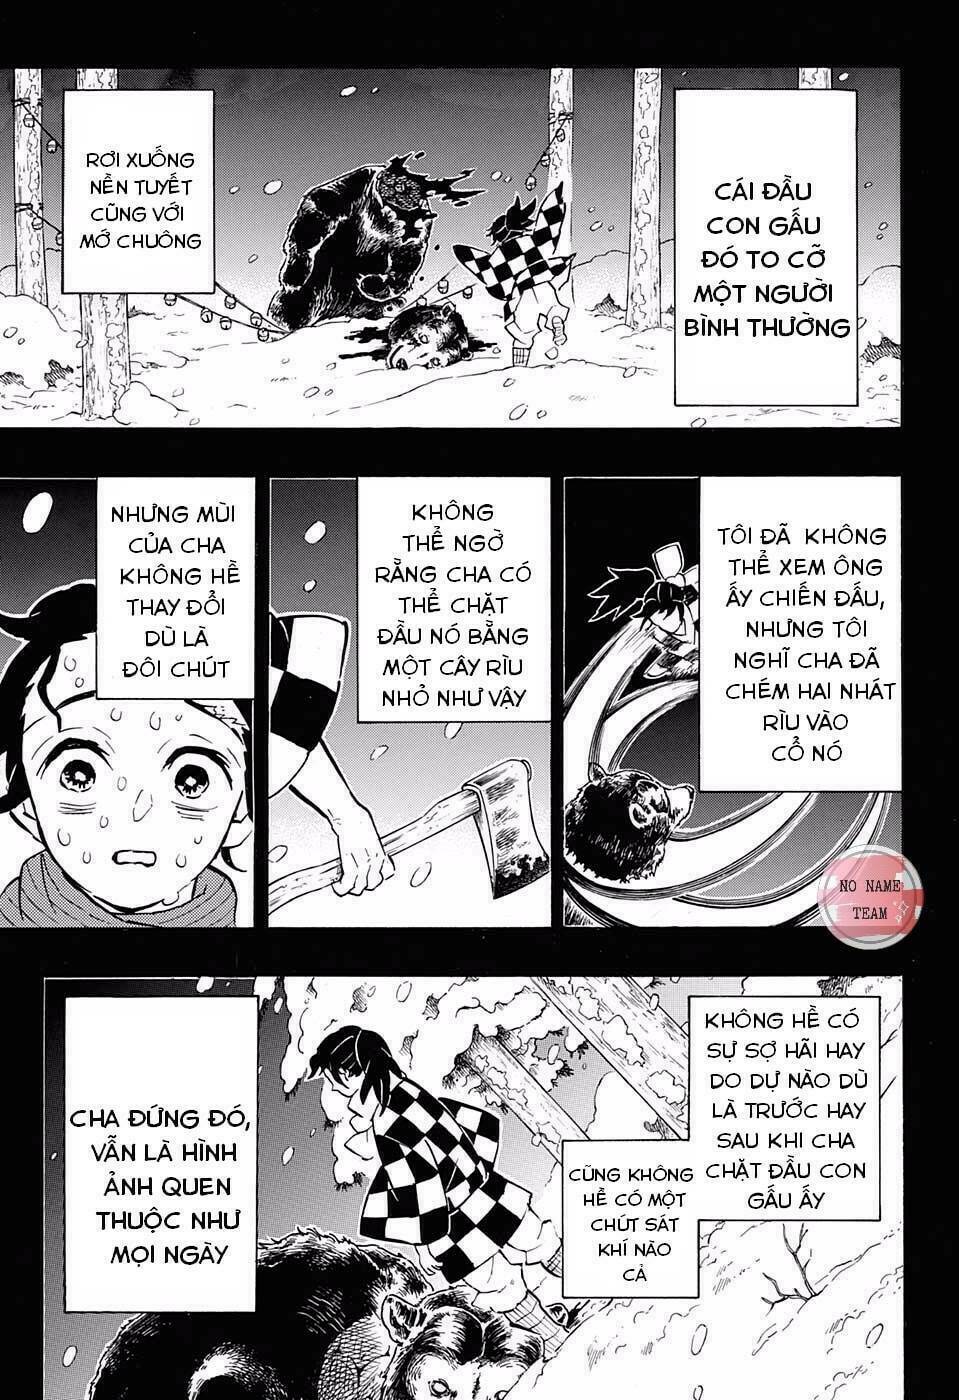 CÁI ĐẦU
CON GẤU
ĐÓ TO CỠ
MỘT NGƯỜI
BÌNH THƯỜNG
RƠI XUỐNG
NỀN TUYẾT
CŨNG VỚI
MỚ CHUÔNG
TÔI ĐÃ KHÔNG
THỂ XEM ÔNG
ẤY CHIẾN ĐẤU,
NHƯNG TÔI
NGHĨ CHA ĐÃ
CHÉM HAI NHÁT
RÌU VÀO
CỔ NÓ
KHÔNG
THỂ NGỜ
RẰNG CHA CÓ
THỂ CHẶT
ĐẦU NÓ BẰNG
MỘT CÂY RÌU
NHỎ NHƯ VẬY
NHƯNG MÙI
CỦA CHA
KHÔNG HỀ
THAY ĐỔI
DÙ LÀ
ĐÔI CHÚT
NO NAME
TEAM
KHÔNG HỀ CÓ
SỰ SỢ HÃI HAY
DO DỰ NÀO DÙ
LÀ TRƯỚC HAY
SAU KHI CHA
CHẶT ĐẦU CON
GẤU ẤY
CŨNG KHÔNG
HỀ CÓ MỘT
CHÚT SÁT
KHÍ NÀO
CẢ
CHA ĐỨNG ĐÓ,
VẪN LÀ HÌNH
ẢNH QUEN
THUỘC NHƯ
MỌI NGÀY